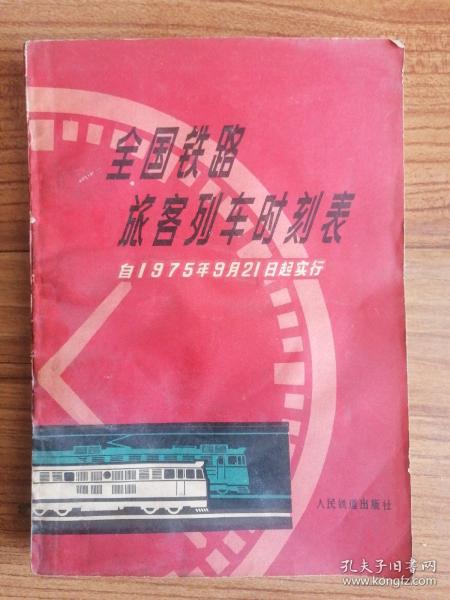 全国铁路
旅客列车时刻表
自1975年9月21日起实行
人民铁道出版社
孔夫子旧书网
www.kongfz.com